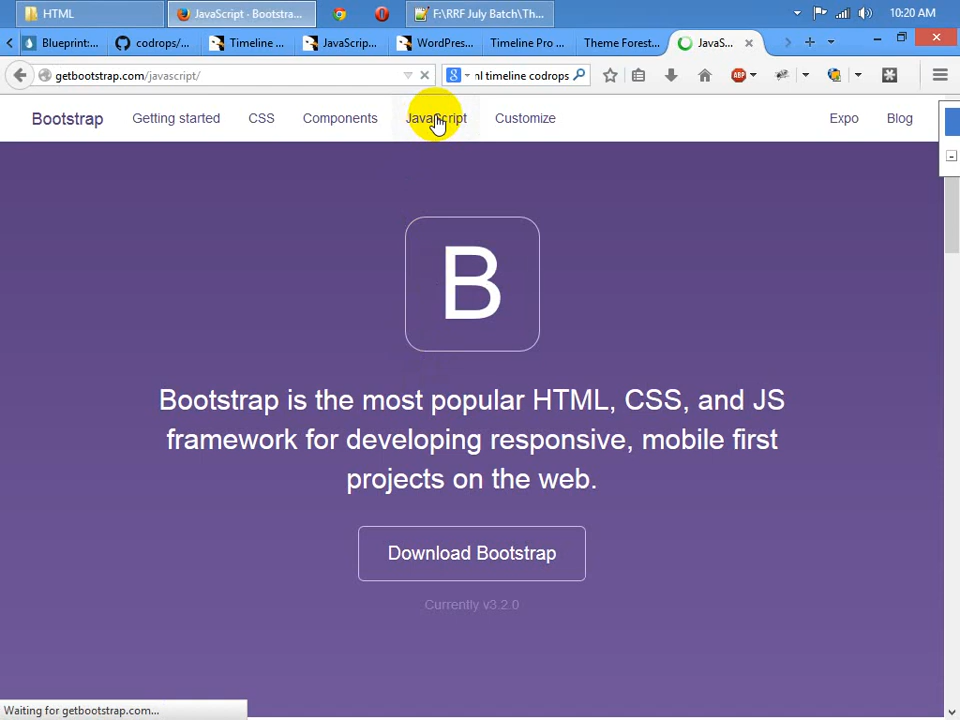 HTML
JavaScript - Bootstra...
F:\RRF July Batch\Th...
10:20 AM
Blueprint:...
codrops/...
Timeline ...
JavaScrip...
WordPres...
Timeline Pro ...
Theme Forest...
JavaS...
getbootstrap.com/javascript/
nl timeline codrops
ABP
Bootstrap
Getting started
CSS
Components
JavaScript
Customize
Expo
Blog
B
Bootstrap is the most popular HTML, CSS, and JS
framework for developing responsive, mobile first
projects on the web.
Download Bootstrap
Currently v3.2.0
Waiting for getbootstrap.com...